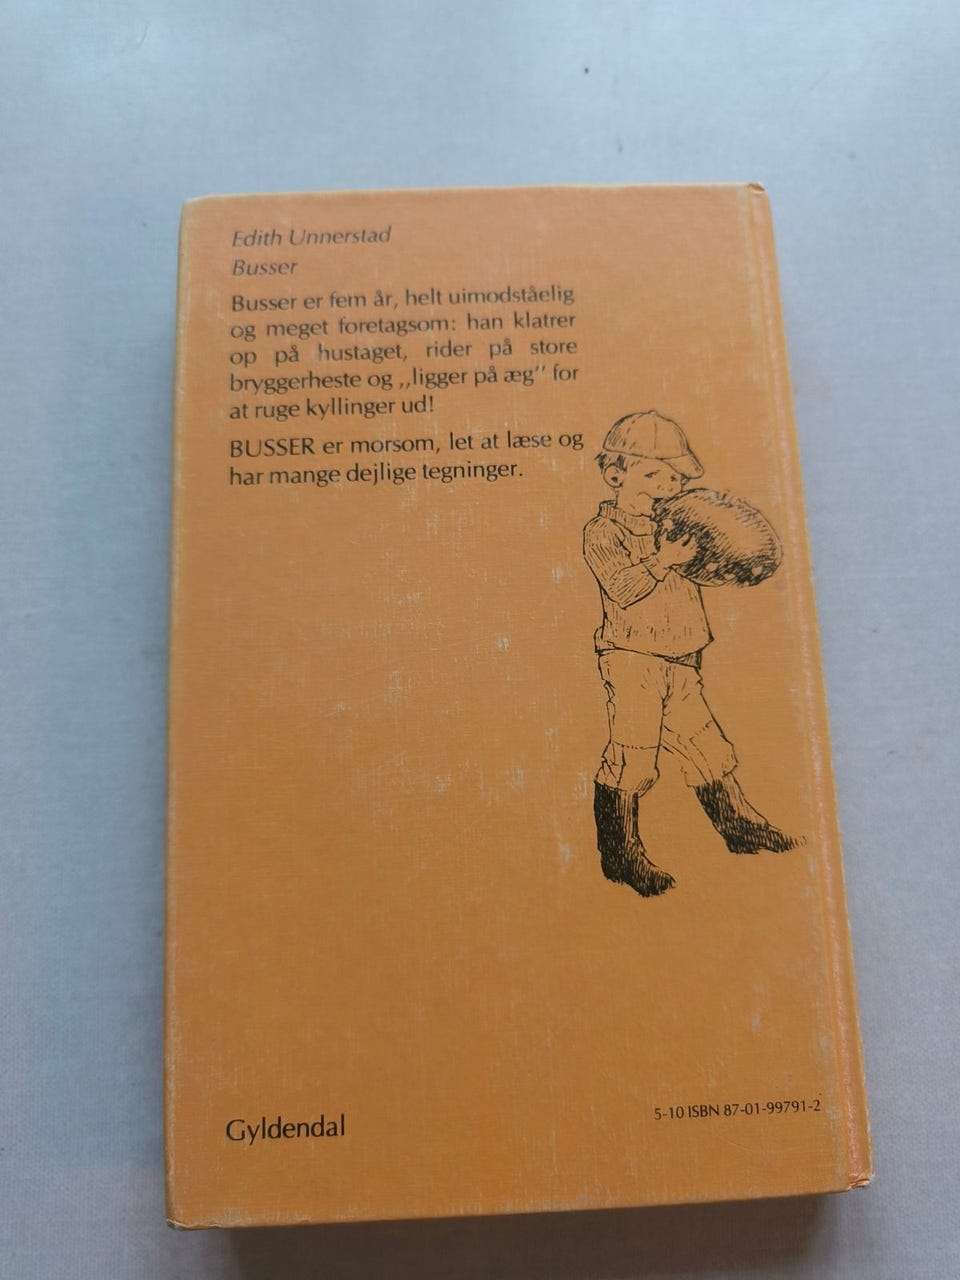 Edith Unnerstad
Busser
Busser er fem år, helt uimodståelig
og meget foretagsom: han klatrer
op på hustaget, rider på store
bryggerheste og ,,ligger på æg'' for
at ruge kyllinger ud!
BUSSER er morsom, let at læse og
har mange dejlige tegninger.
5-10 ISBN 87-01-99791-2
Gyldendal